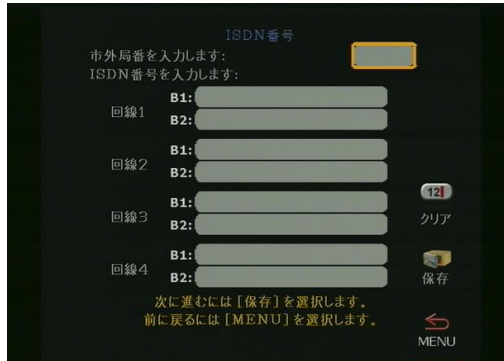 ISDN番号
市外局番を入力します:
ISDN番号を入力します:
回線1
B1:
B2:
回線2
B1:
B2:
回線3
B1:
B2:
回線4
B1:
B2:
12
クリア
保存
次に進むには [保存] を選択します。
前に戻るには [MENU] を選択します。
MENU